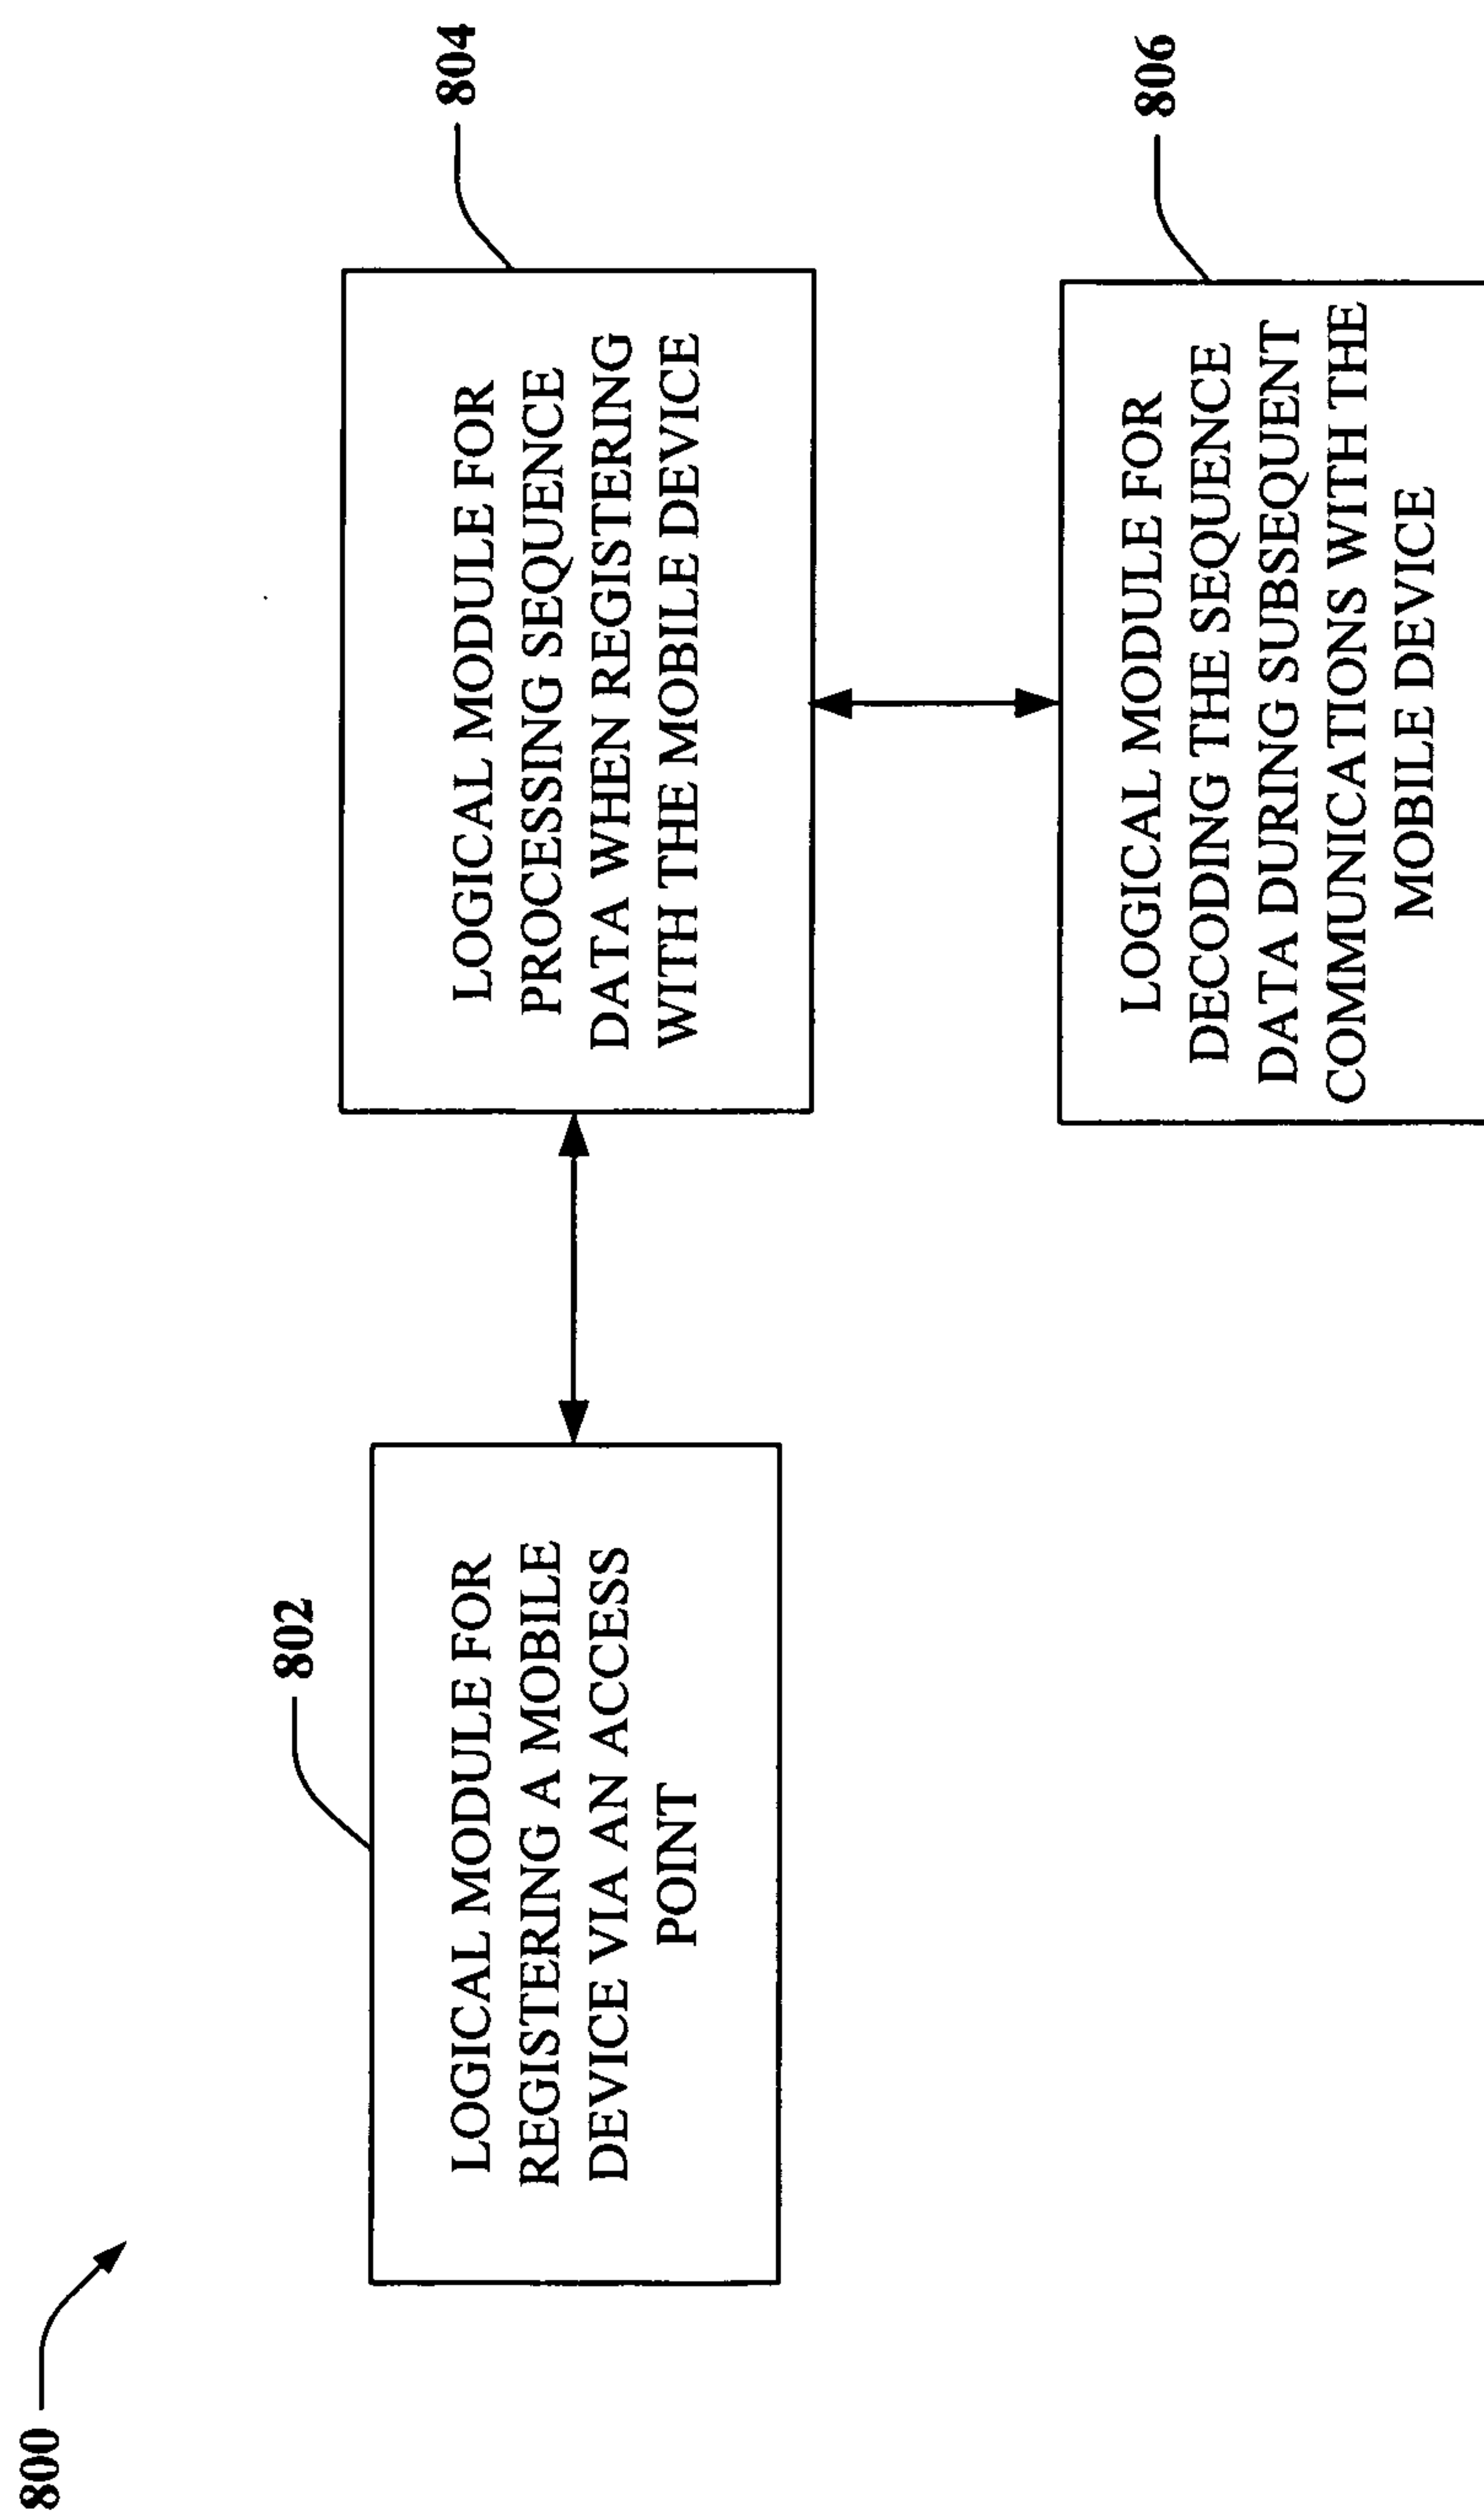 800
802
LOGICAL MODULE FOR
REGISTERING A MOBILE
DEVICE VIA AN ACCESS
POINT
804
LOGICAL MODULE FOR
PROCESSING SEQUENCE
DATA WHEN REGISTERING
WITH THE MOBILE DEVICE
806
LOGICAL MODULE FOR
DECODING THE SEQUENCE
DATA DURING SUBSEQUENT
COMMUNICATIONS WITH THE
MOBILE DEVICE